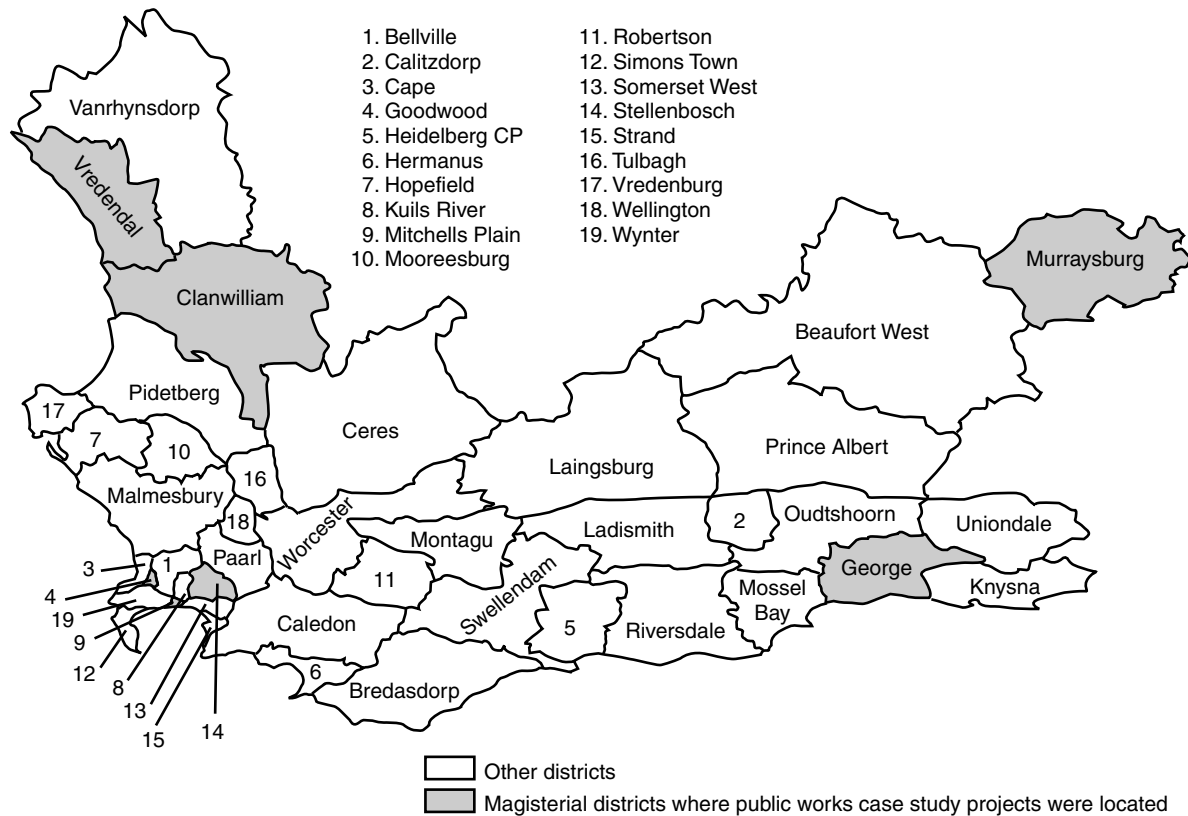 1. Bellville
2. Calitzdorp
3. Cape
4. Goodwood
5. Heidelberg CP
6. Hermanus
7. Hopefield
8. Kuils River
9. Mitchells Plain
10. Mooreesburg
11. Robertson
12. Simons Town
13. Somerset West
14. Stellenbosch
15. Strand
16. Tulbagh
17. Vredenburg
18. Wellington
19. Wynter
Vanrhynsdorp
Vredendal
Clanwilliam
Murraysburg
Beaufort West
Pidetberg
17
7
10
Ceres
Prince Albert
Laingsburg
16
Malmesbury
18
Worcester
Montagu
Ladismith
2
Oudtshoorn
Uniondale
3
1
Paarl
11
George
Knysna
4
19
9
12
8
13
15
14
Caledon
Swellendam
5
Riversdale
Mossel
Bay
6
Bredasdorp
Other districts
Magisterial districts where public works case study projects were located